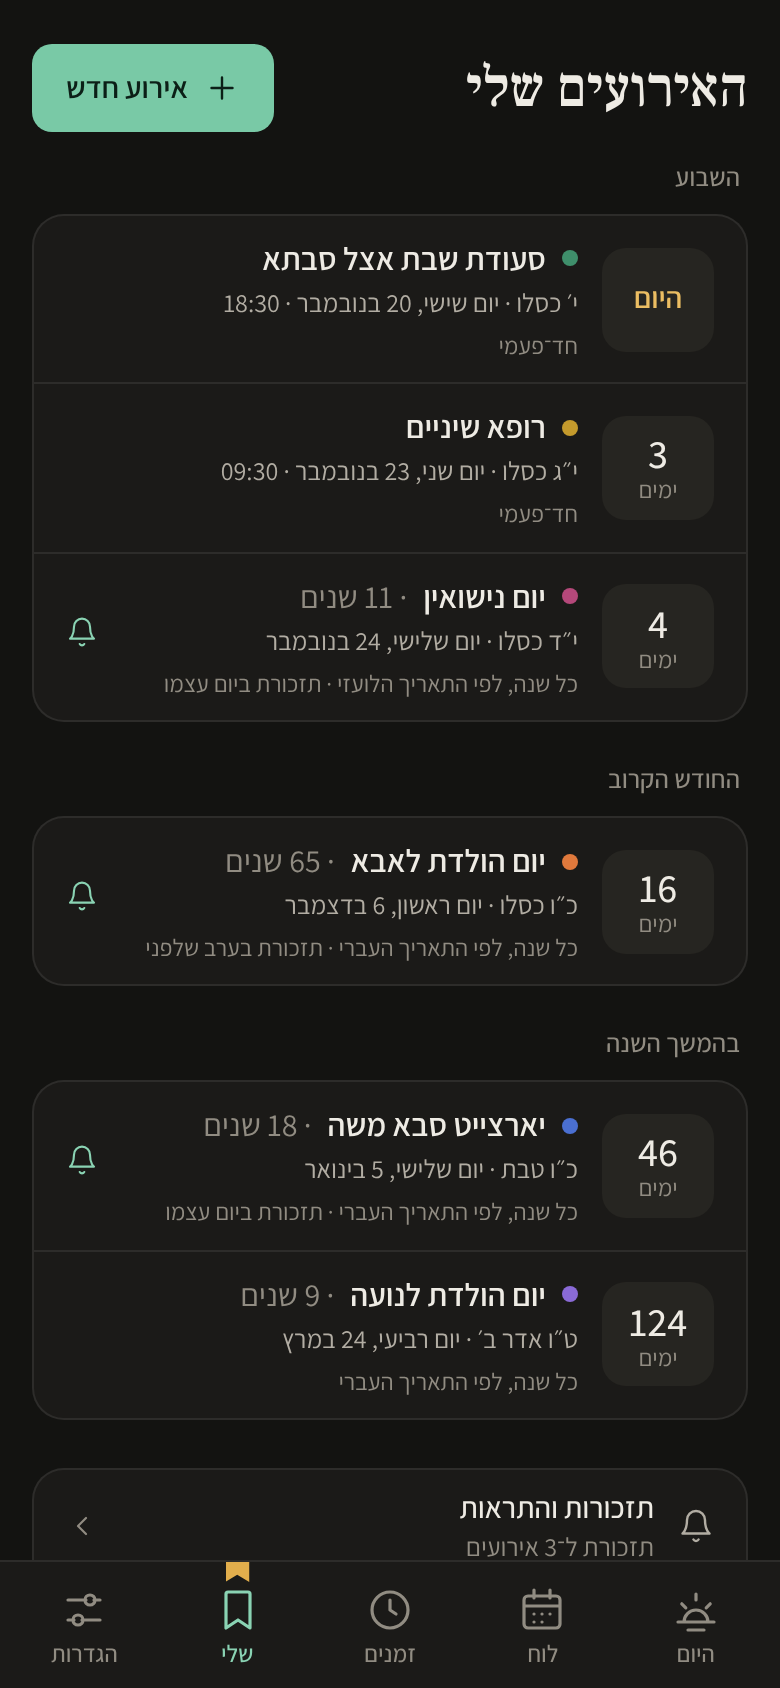 האירועים שלי
אירוע חדש
השבוע
היום
סעודת שבת אצל סבתא
י׳ כסלו · יום שישי, 20 בנובמבר · 18:30
חד־פעמי
3
ימים
רופא שיניים
י״ג כסלו · יום שני, 23 בנובמבר · 09:30
חד־פעמי
4
ימים
יום נישואין · 11 שנים
י״ד כסלו · יום שלישי, 24 בנובמבר
כל שנה, לפי התאריך הלועזי · תזכורת ביום עצמו
החודש הקרוב
16
ימים
יום הולדת לאבא · 65 שנים
כ״ו כסלו · יום ראשון, 6 בדצמבר
כל שנה, לפי התאריך העברי · תזכורת בערב שלפני
בהמשך השנה
46
ימים
יארצייט סבא משה · 18 שנים
כ״ו טבת · יום שלישי, 5 בינואר
כל שנה, לפי התאריך העברי · תזכורת ביום עצמו
124
ימים
יום הולדת לנועה · 9 שנים
ט״ו אדר ב׳ · יום רביעי, 24 במרץ
כל שנה, לפי התאריך העברי
תזכורות והתראות
תזכורת ל־3 אירועים
היום
לוח
זמנים
שלי
הגדרות